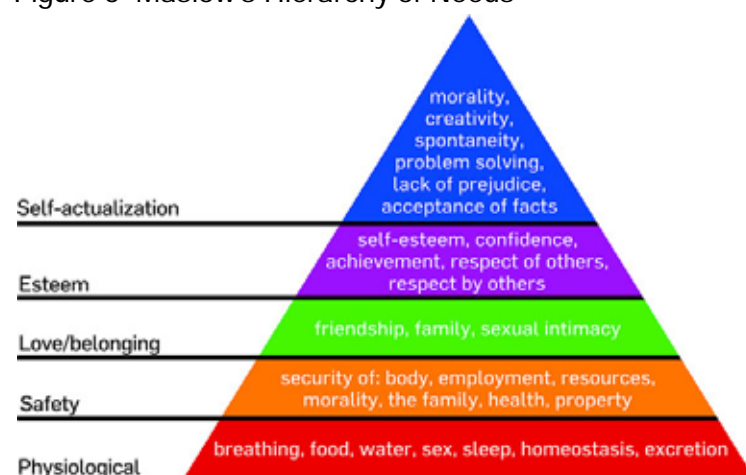 morality,
creativity,
spontaneity,
problem solving,
lack of prejudice,
acceptance of facts
Self-actualization
self-esteem, confidence,
achievement, respect of others,
respect by others
Esteem
friendship, family, sexual intimacy
Love/belonging
security of: body, employment, resources,
morality, the family, health, property
Safety
breathing, food, water, sex, sleep, homeostasis, excretion
Physiological